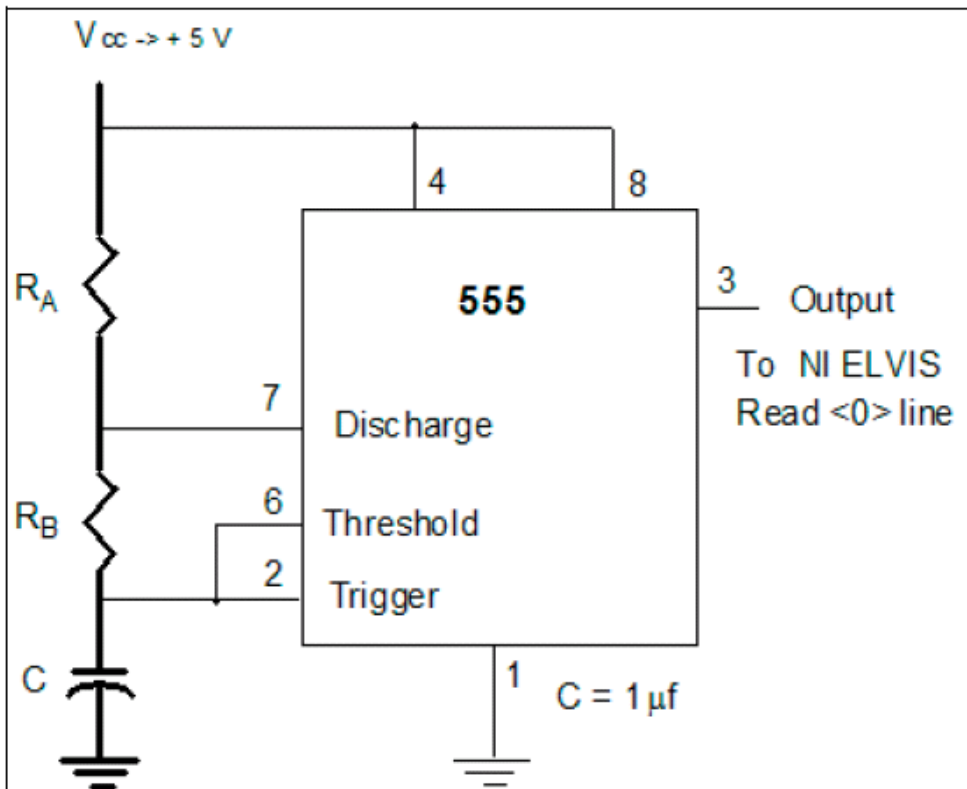 Vcc -> + 5 V
4
8
RA
555
3
Output
To NI ELVIS
Read <0> line
7
Discharge
RB
6
Threshold
2
Trigger
C
1
C = 1µf